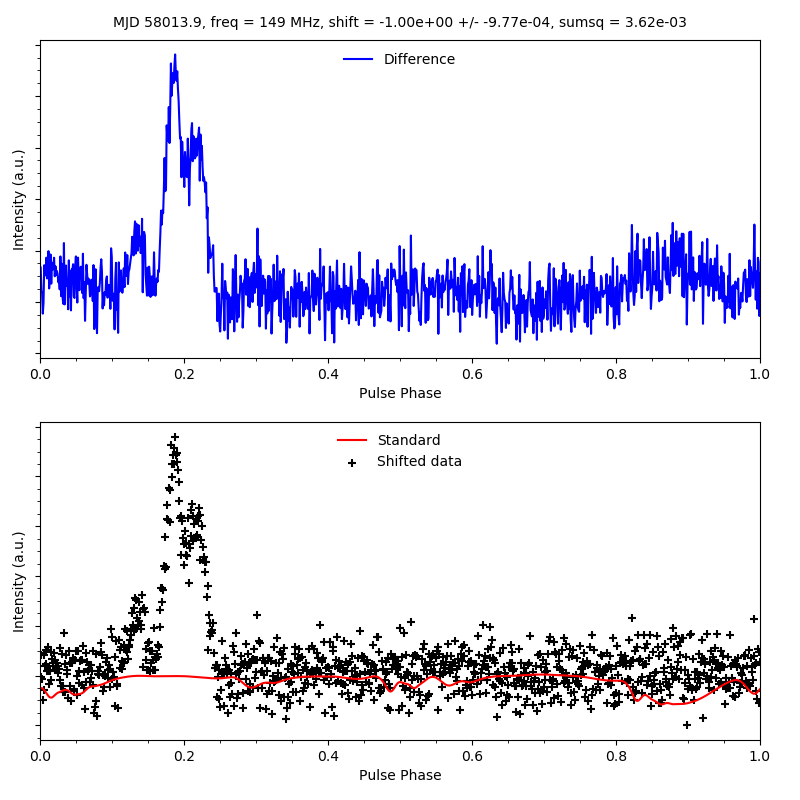 MJD 58013.9, freq = 149 MHz, shift = -1.00e+00 +/- -9.77e-04, sumsq = 3.62e-03
Difference
Intensity (a.u.)
0.0 0.2 0.4 0.6 0.8 1.0
Pulse Phase
Standard
Shifted data
Intensity (a.u.)
0.0 0.2 0.4 0.6 0.8 1.0
Pulse Phase